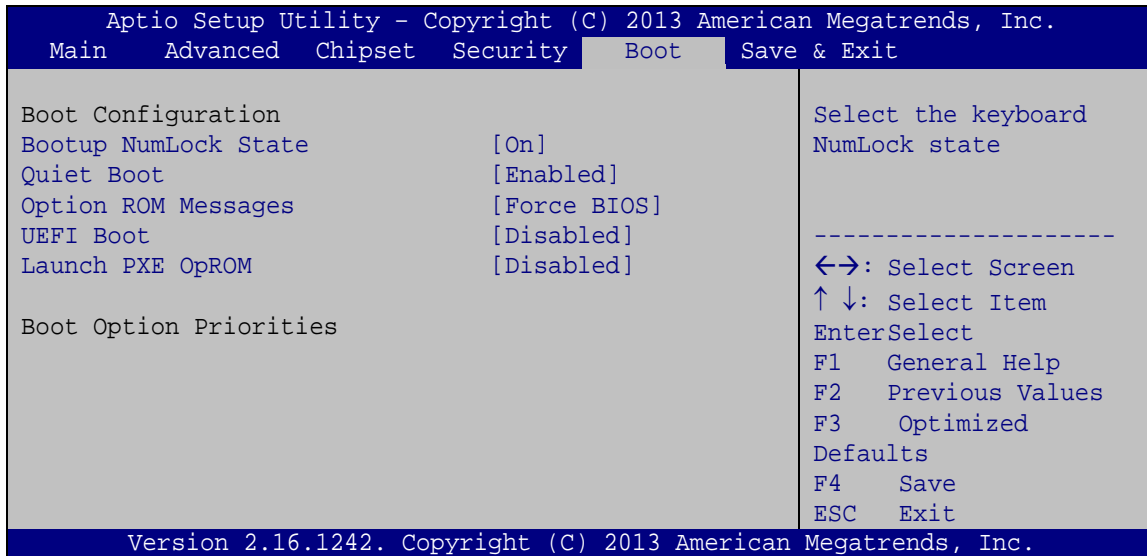 Aptio Setup Utility – Copyright (C) 2013 American Megatrends, Inc.
Main Advanced Chipset Security Boot Save & Exit
Boot Configuration
Bootup NumLock State [On]
Quiet Boot [Enabled]
Option ROM Messages [Force BIOS]
UEFI Boot [Disabled]
Launch PXE OpROM [Disabled]
Boot Option Priorities
Select the keyboard
NumLock state
---------------------
←→: Select Screen
↑ ↓: Select Item
EnterSelect
F1 General Help
F2 Previous Values
F3 Optimized
Defaults
F4 Save
ESC Exit
Version 2.16.1242. Copyright (C) 2013 American Megatrends, Inc.